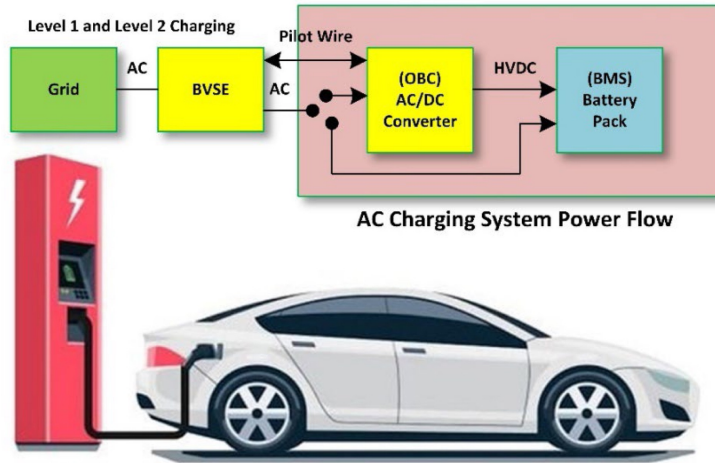 Level 1 and Level 2 Charging
Pilot Wire
Grid
AC
BVSE
AC
(OBC)
AC/DC
Converter
HVDC
(BMS)
Battery
Pack
AC Charging System Power Flow